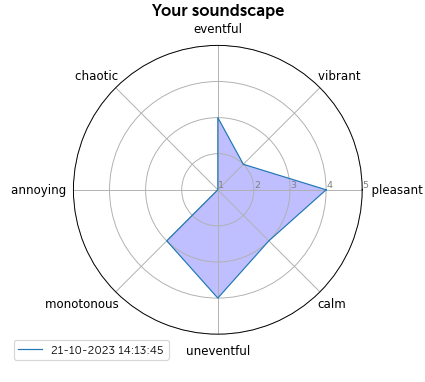 Your soundscape
eventful
chaotic
vibrant
annoying
1 2 3 4 5
pleasant
monotonous
calm
uneventful
21-10-2023 14:13:45